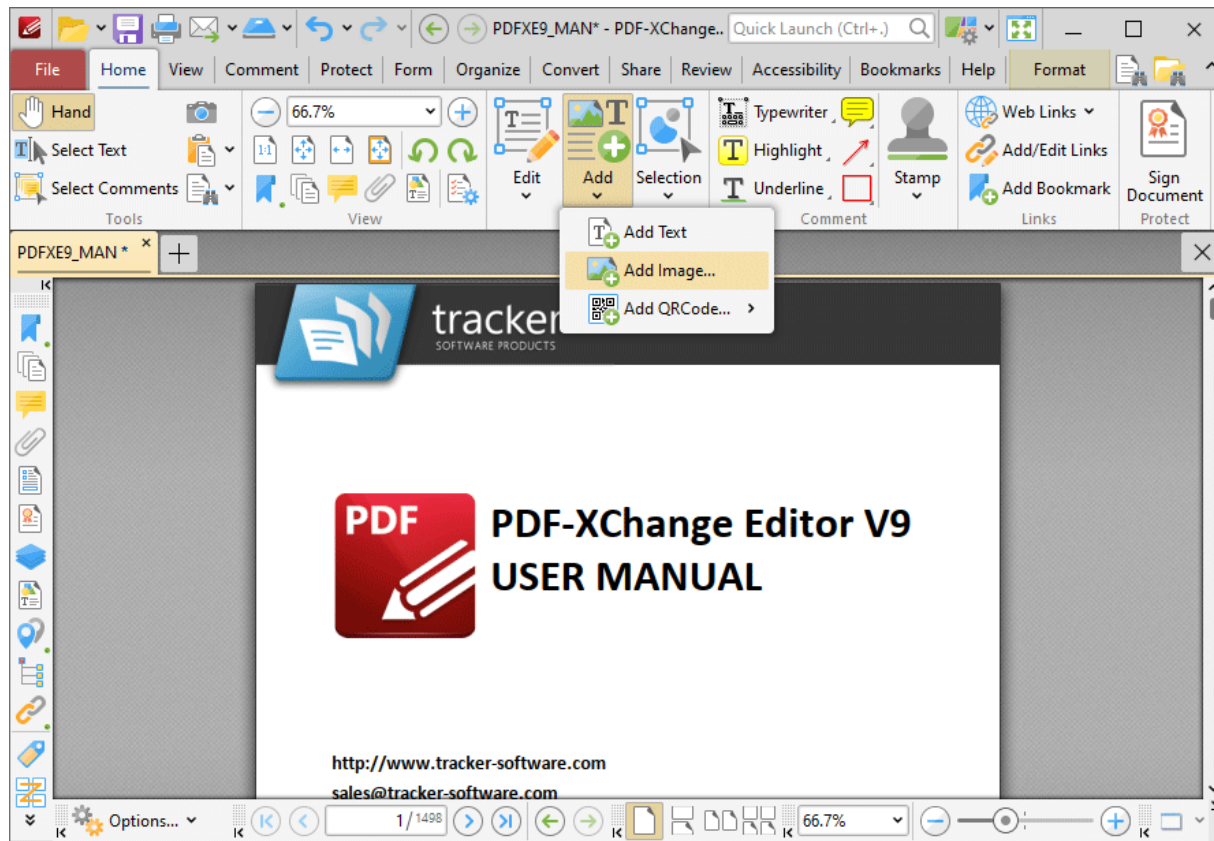 PDFXE9_MAN* - PDF-XChange.. Quick Launch (Ctrl+.)
File Home View Comment Protect Form Organize Convert Share Review Accessibility Bookmarks Help Format
Hand
Select Text
Select Comments
Tools
66.7%
1:1
View
Edit
Add
Selection
Typewriter
Highlight
Underline
Stamp
Comment
Web Links
Add/Edit Links
Add Bookmark
Links
Sign
Document
Protect
Add Text
Add Image...
Add QRCode...
PDFXE9_MAN *
tracker
SOFTWARE PRODUCTS
PDF
PDF-XChange Editor V9
USER MANUAL
http://www.tracker-software.com
sales@tracker-software.com
Options... 1/1498 66.7%